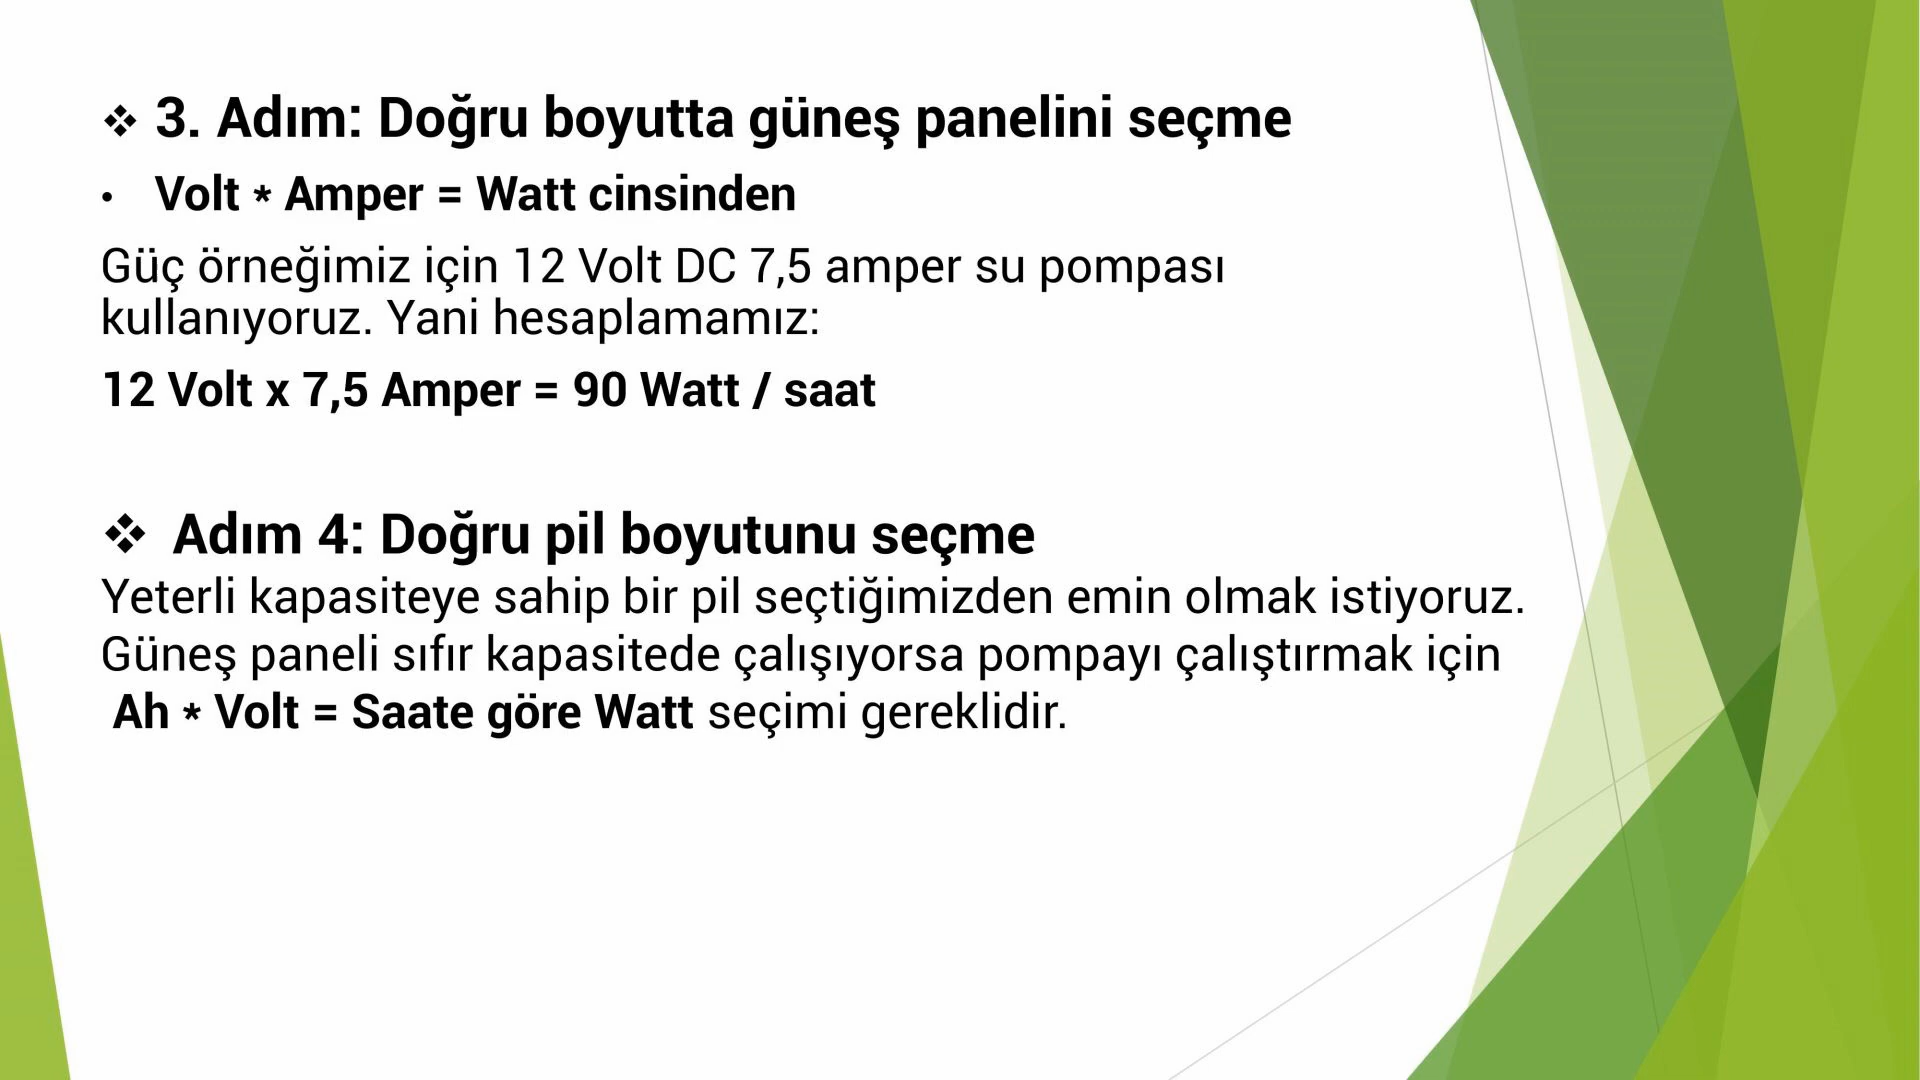 ❖ 3. Adım: Doğru boyutta güneş panelini seçme
• Volt * Amper = Watt cinsinden
Güç örneğimiz için 12 Volt DC 7,5 amper su pompası
kullanıyoruz. Yani hesaplamamız:
12 Volt x 7,5 Amper = 90 Watt / saat
❖ Adım 4: Doğru pil boyutunu seçme
Yeterli kapasiteye sahip bir pil seçtiğimizden emin olmak istiyoruz.
Güneş paneli sıfır kapasitede çalışıyorsa pompayı çalıştırmak için
Ah * Volt = Saate göre Watt seçimi gereklidir.